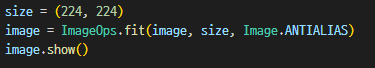 size = (224, 224)
image = ImageOps.fit(image, size, Image.ANTIALIAS)
image.show()